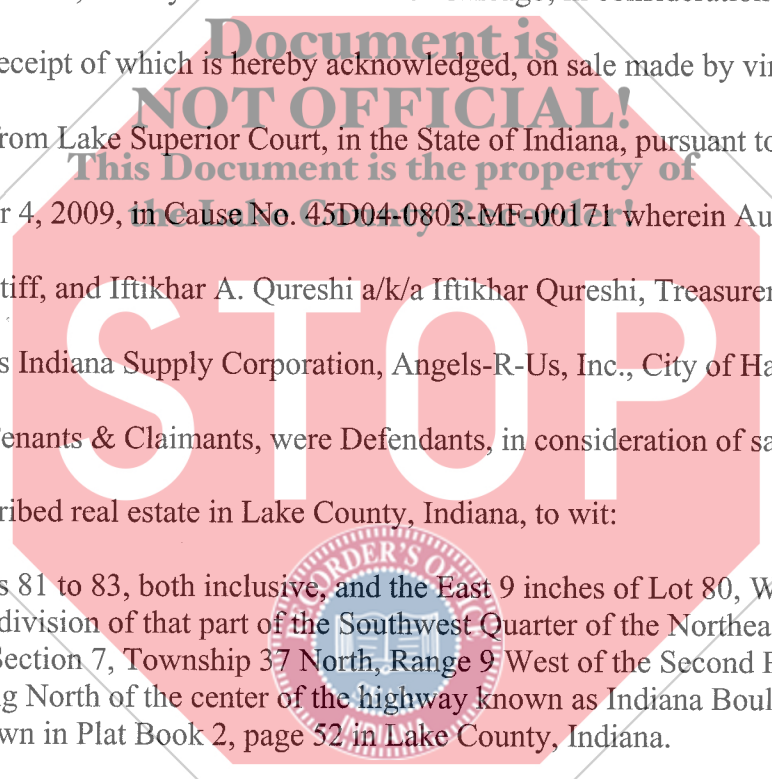 Document is
eceipt of which is hereby acknowledged, on sale made by vi
NOT OFFICIAL!
rom Lake Superior Court, in the State of Indiana, pursuant to
This Document is the property of
r 4, 2009, in Cause No. 45D04-0803-MF-00171 wherein Au
the Lake County Recorder!
tiff, and Iftikhar A. Qureshi a/k/a Iftikhar Qureshi, Treasurer
STOP
s Indiana Supply Corporation, Angels-R-Us, Inc., City of Ha
enants & Claimants, were Defendants, in consideration of sa
ribed real estate in Lake County, Indiana, to wit:
RECORDER'S OFFICE
s 81 to 83, both inclusive, and the East 9 inches of Lot 80, W
division of that part of the Southwest Quarter of the Northea
Section 7, Township 37 North, Range 9 West of the Second P
g North of the center of the highway known as Indiana Boul
wn in Plat Book 2, page 52 in Lake County, Indiana.
INDIANA